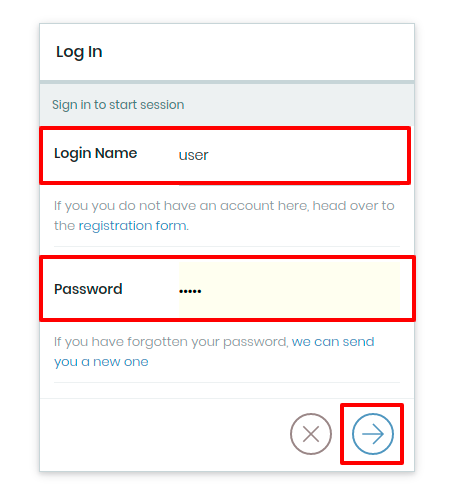 Log In
Sign in to start session
Login Name user
If you you do not have an account here, head over to
the registration form.
Password •••••
If you have forgotten your password, we can send
you a new one